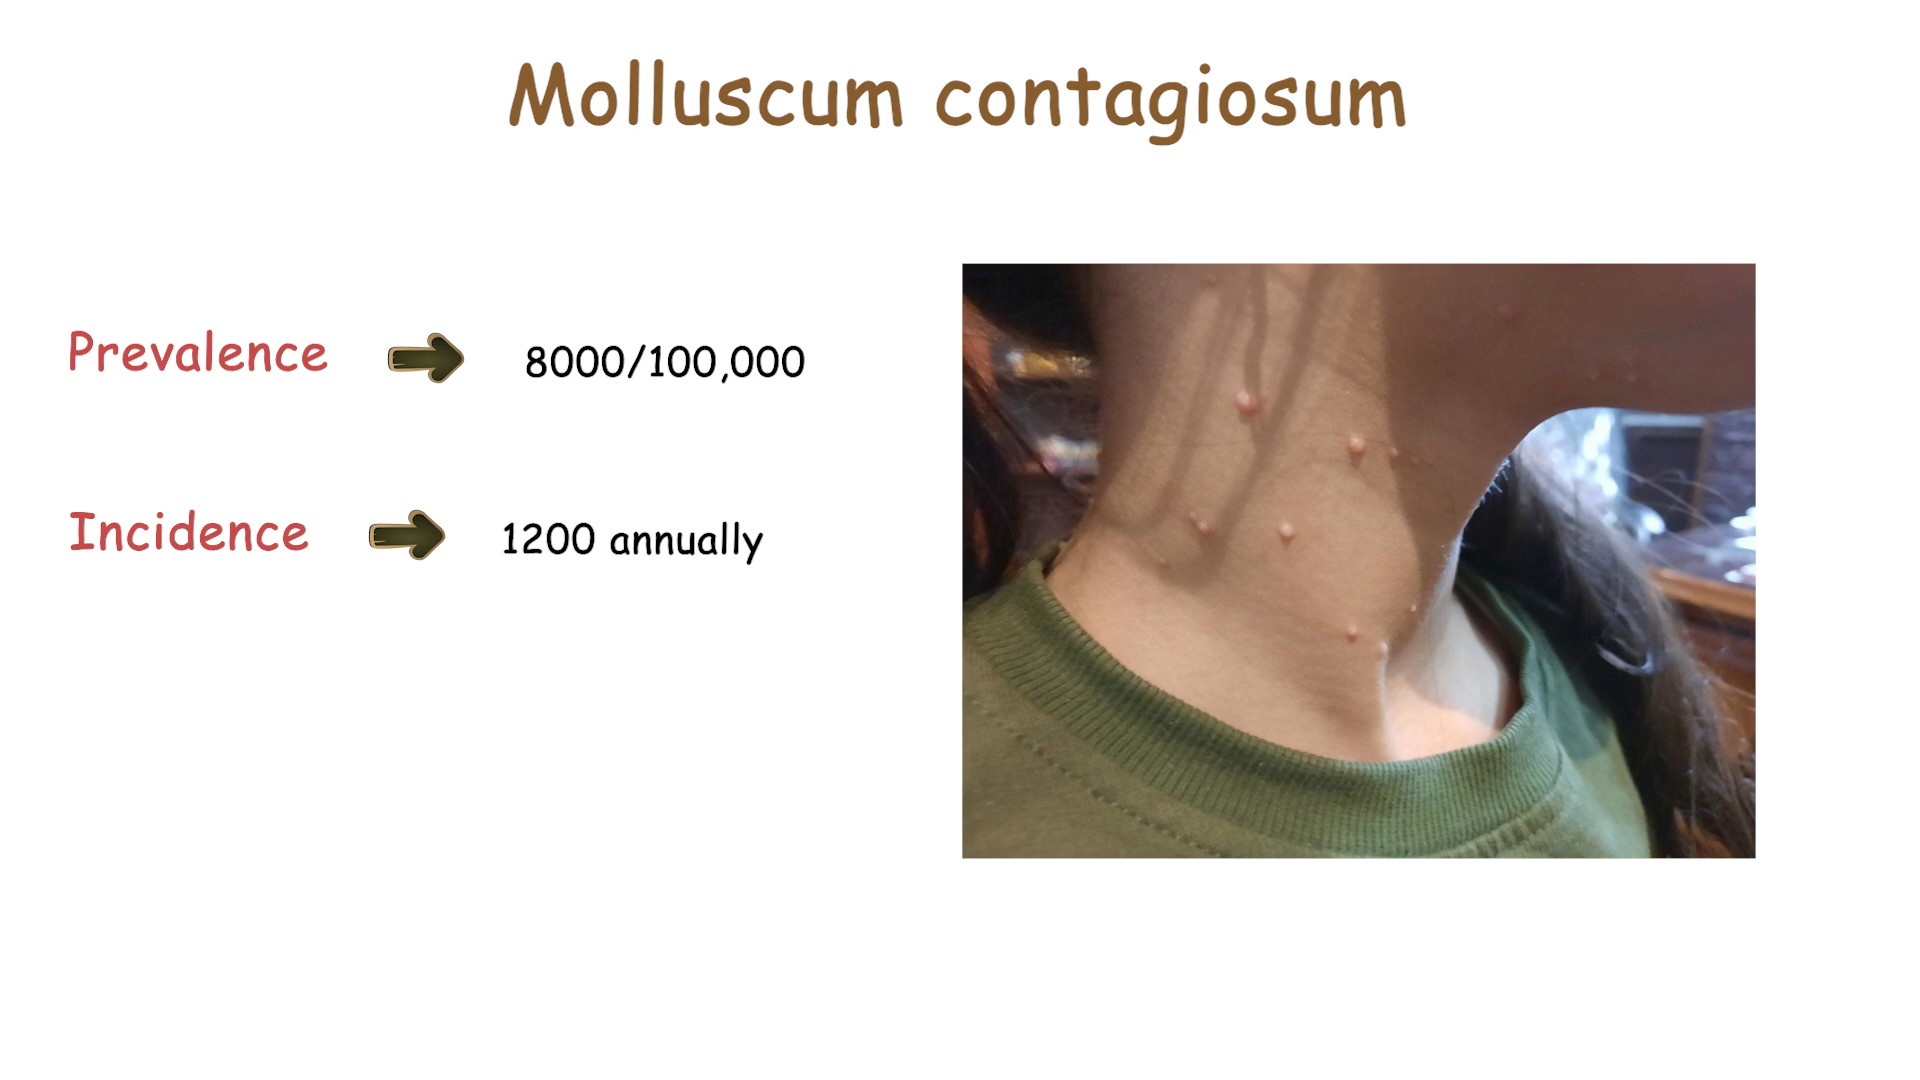 Molluscum contagiosum
Prevalence 8000/100,000
Incidence 1200 annually